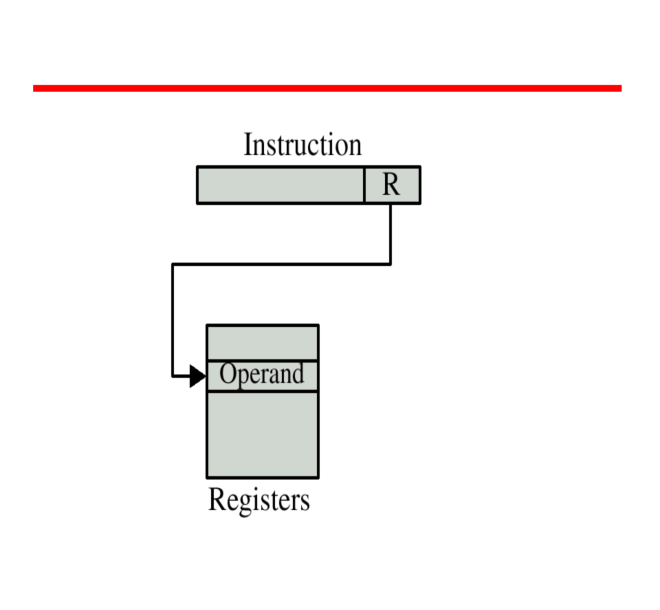 Instruction
R
Operand
Registers